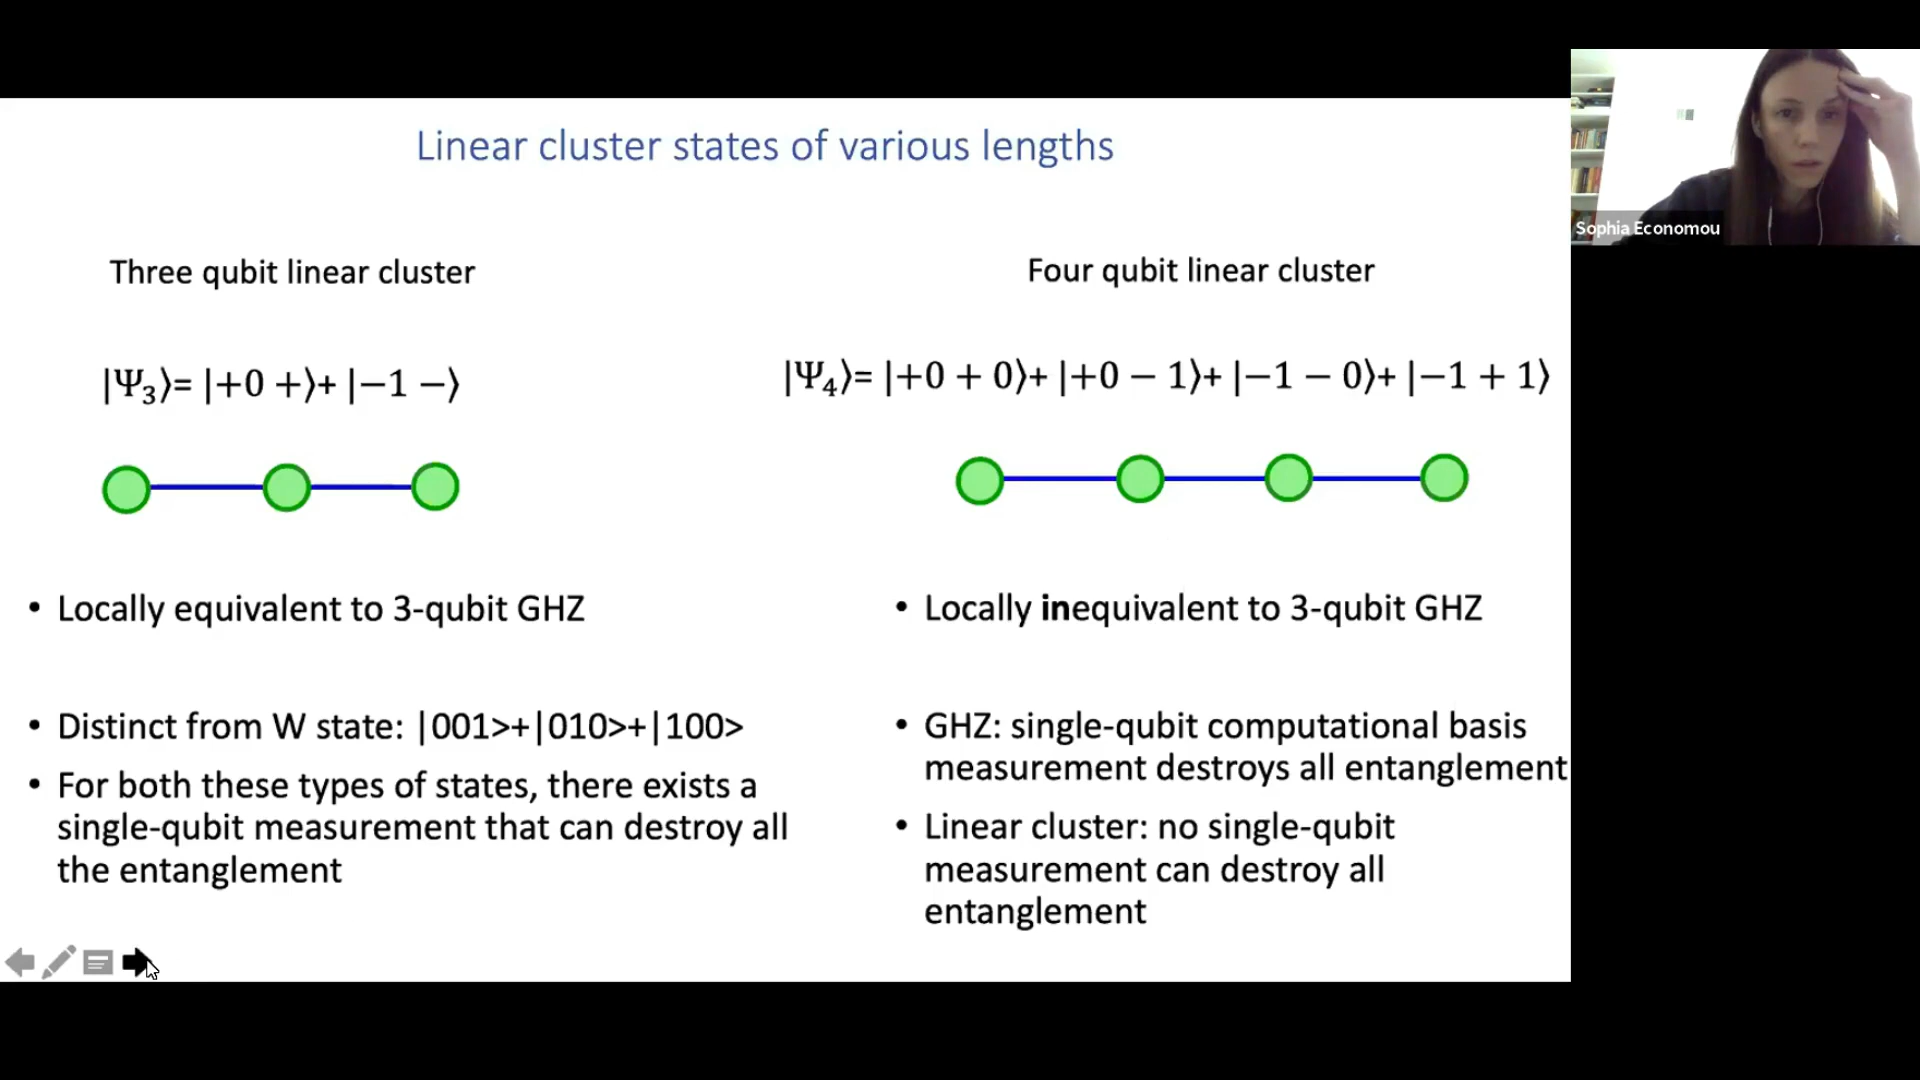 Linear cluster states of various lengths
Sophia Economou
Three qubit linear cluster
|Ψ₃⟩= |+0 +⟩+ |−1 −⟩
• Locally equivalent to 3-qubit GHZ
• Distinct from W state: |001>+|010>+|100>
• For both these types of states, there exists a
single-qubit measurement that can destroy all
the entanglement
Four qubit linear cluster
|Ψ₄⟩= |+0 + 0⟩+ |+0 − 1⟩+ |−1 − 0⟩+ |−1 + 1⟩
• Locally inequivalent to 3-qubit GHZ
• GHZ: single-qubit computational basis
measurement destroys all entanglement
• Linear cluster: no single-qubit
measurement can destroy all
entanglement